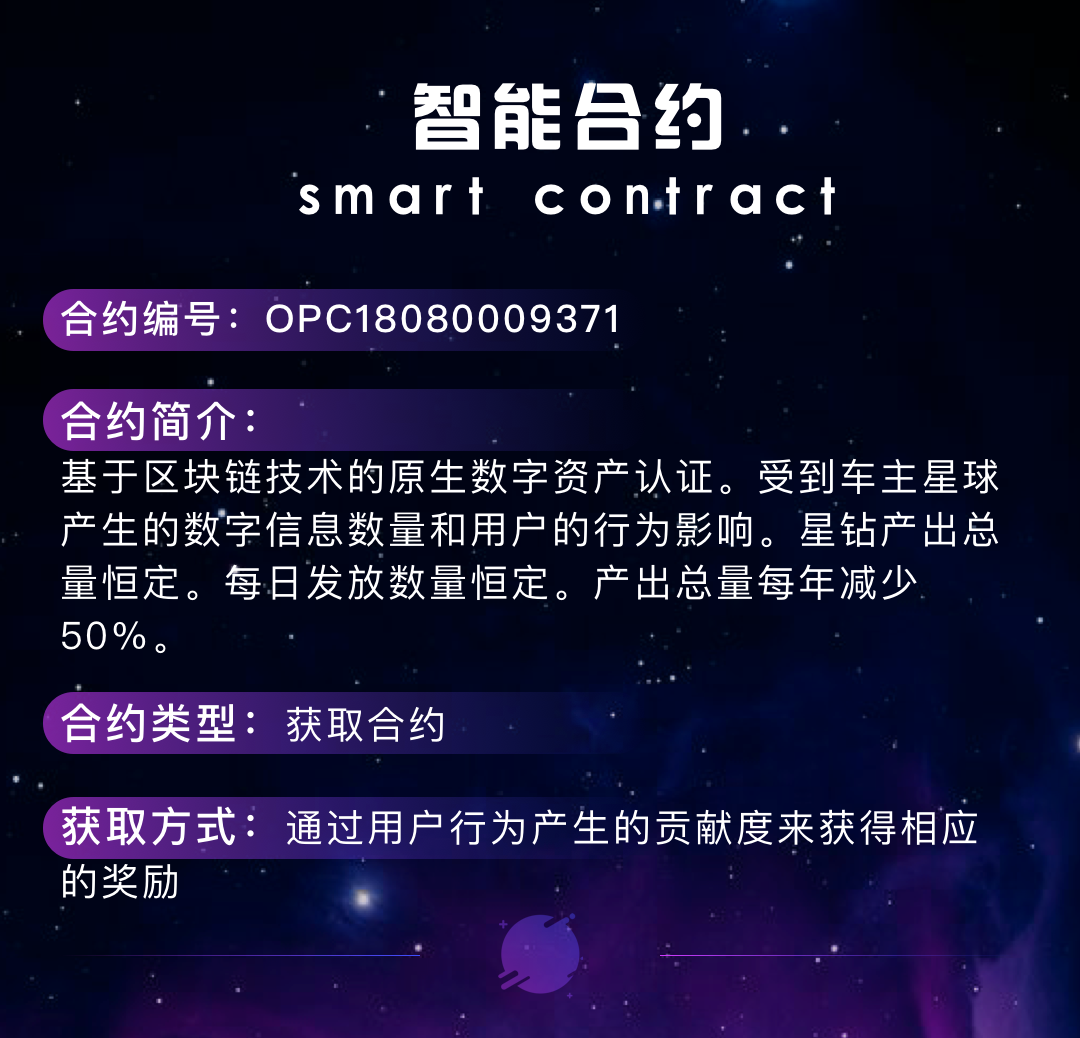 智能合约
smart contract
合约编号：OPC18080009371
合约简介：
基于区块链技术的原生数字资产认证。受到车主星球
产生的数字信息数量和用户的行为影响。星钻产出总
量恒定。每日发放数量恒定。产出总量每年减少
50%。
合约类型：获取合约
获取方式：通过用户行为产生的贡献度来获得相应
的奖励